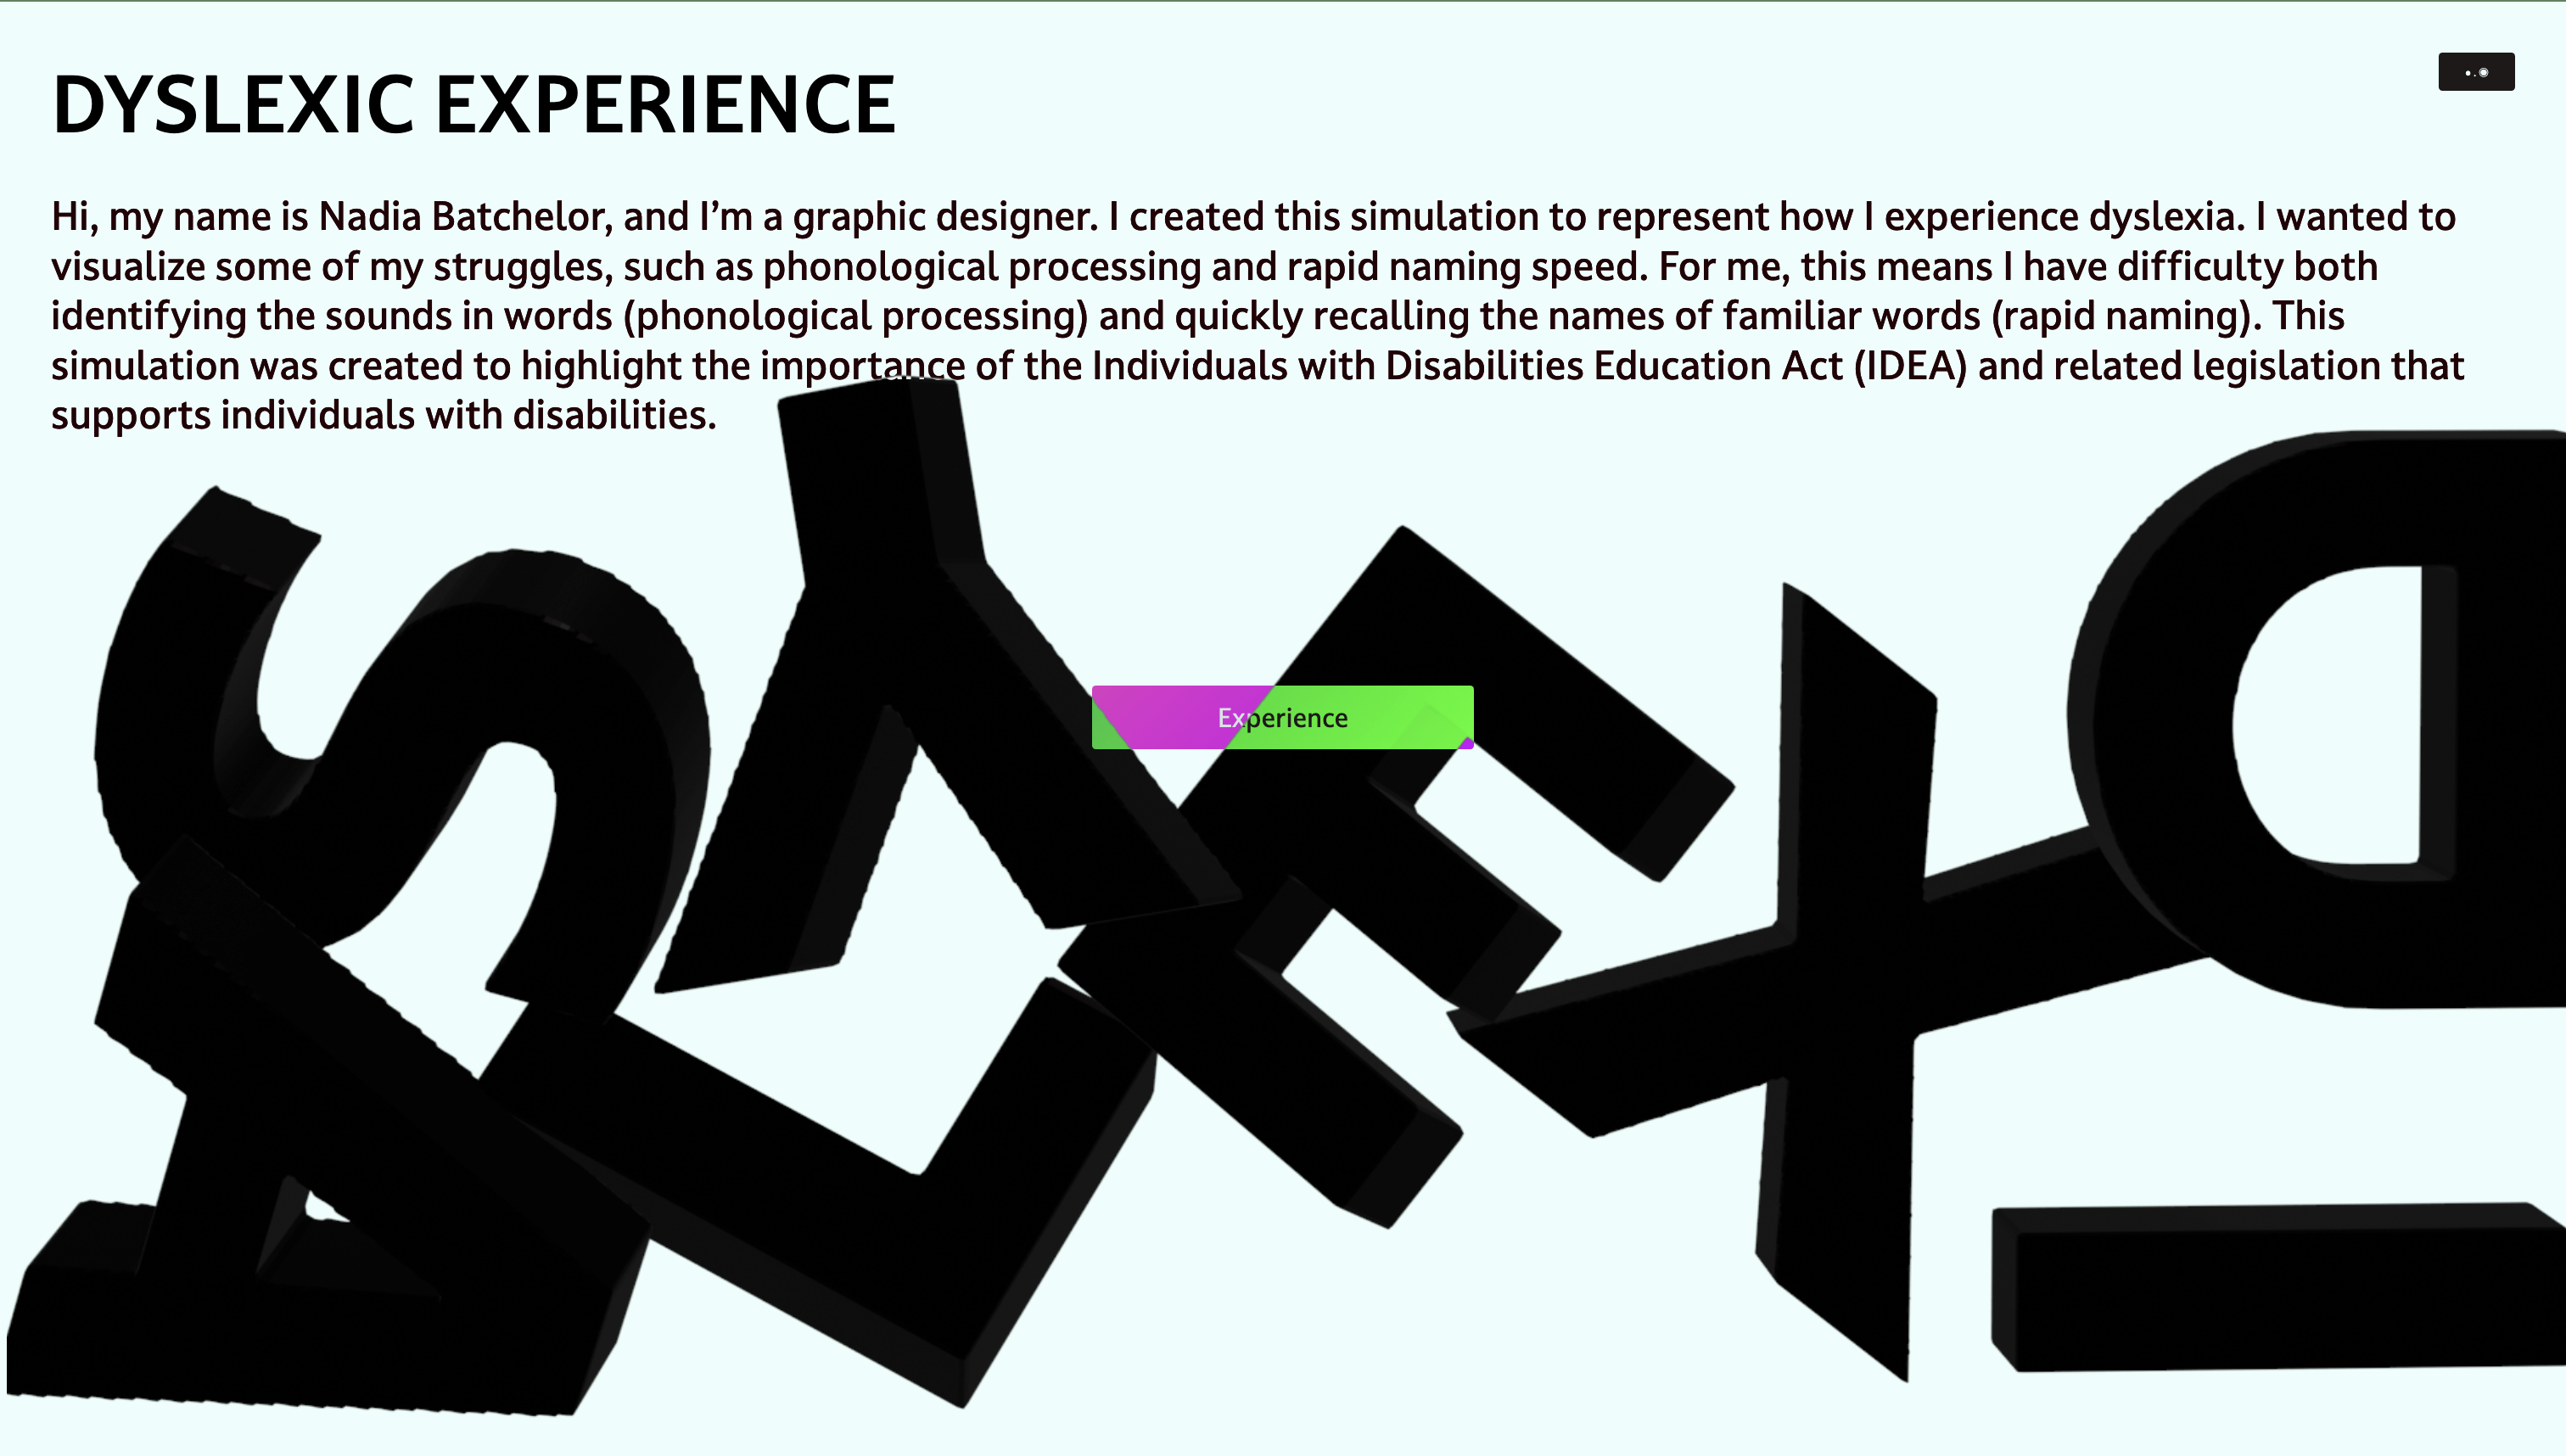 DYSLEXIC EXPERIENCE
Hi, my name is Nadia Batchelor, and I’m a graphic designer. I created this simulation to represent how I experience dyslexia. I wanted to
visualize some of my struggles, such as phonological processing and rapid naming speed. For me, this means I have difficulty both
identifying the sounds in words (phonological processing) and quickly recalling the names of familiar words (rapid naming). This
simulation was created to highlight the importance of the Individuals with Disabilities Education Act (IDEA) and related legislation that
supports individuals with disabilities.
Experience
S Y E X D
A L I